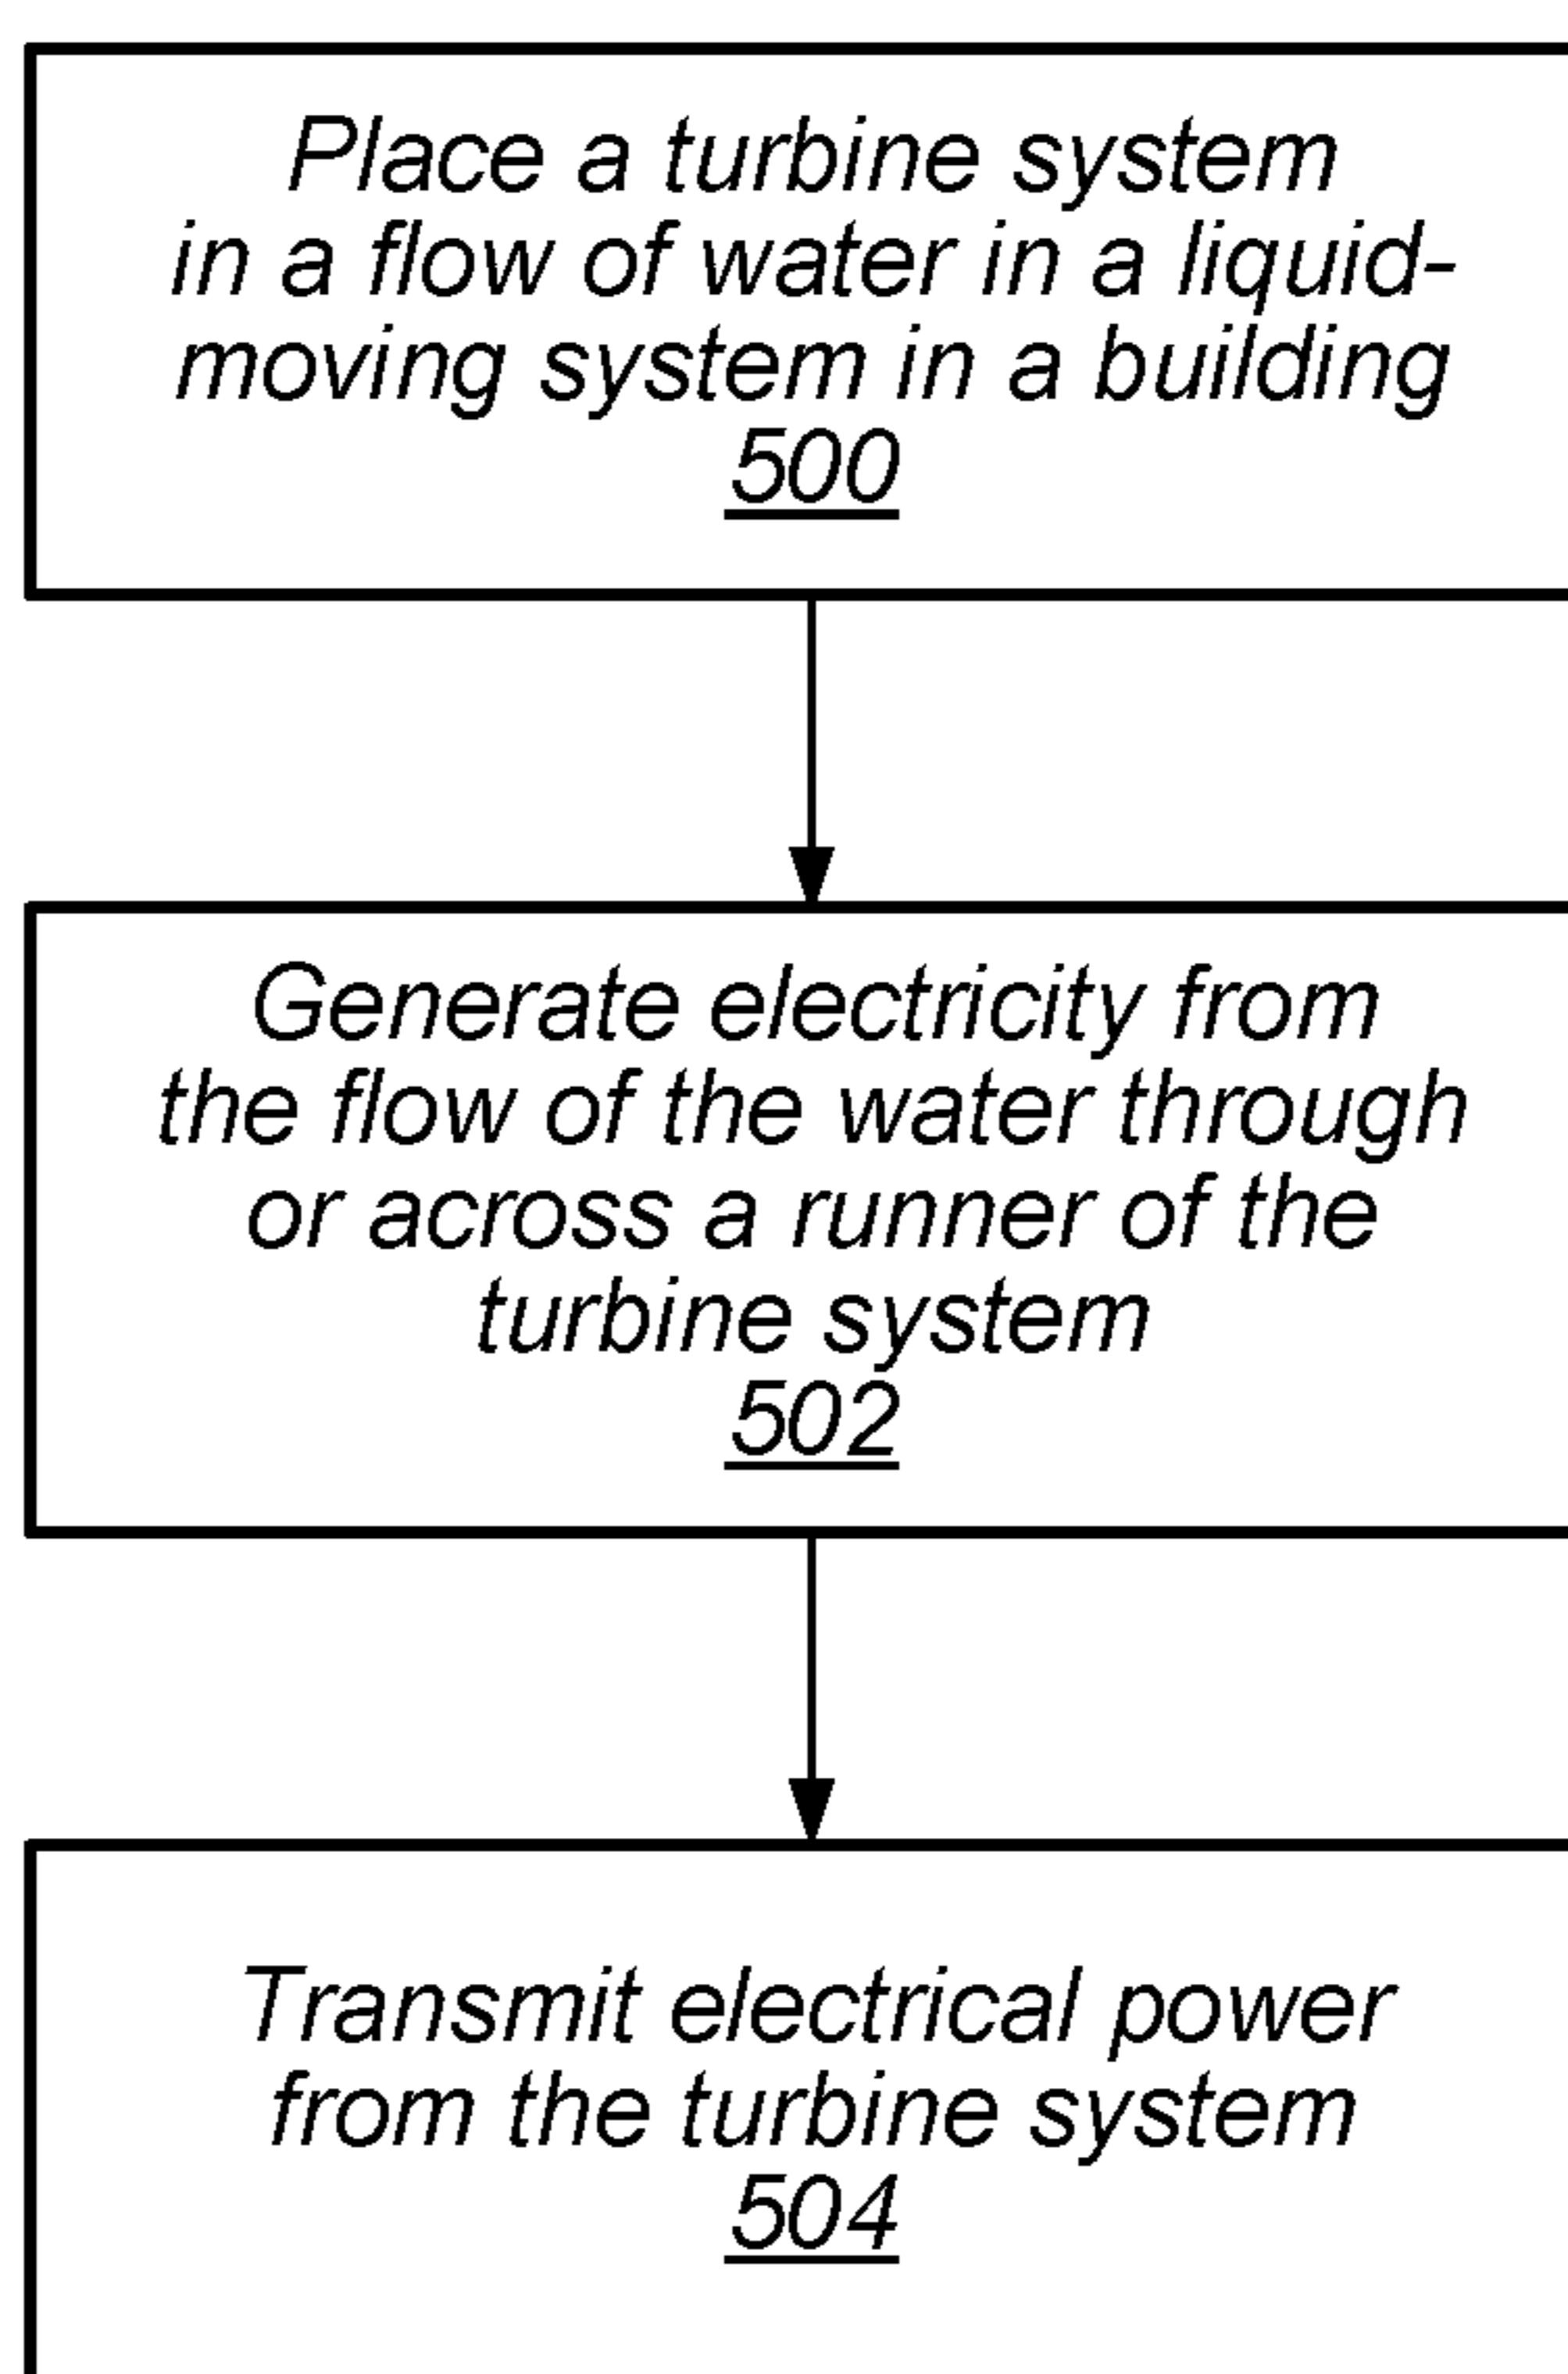 Place a turbine system
in a flow of water in a liquid-
moving system in a building
500
Generate electricity from
the flow of the water through
or across a runner of the
turbine system
502
Transmit electrical power
from the turbine system
504